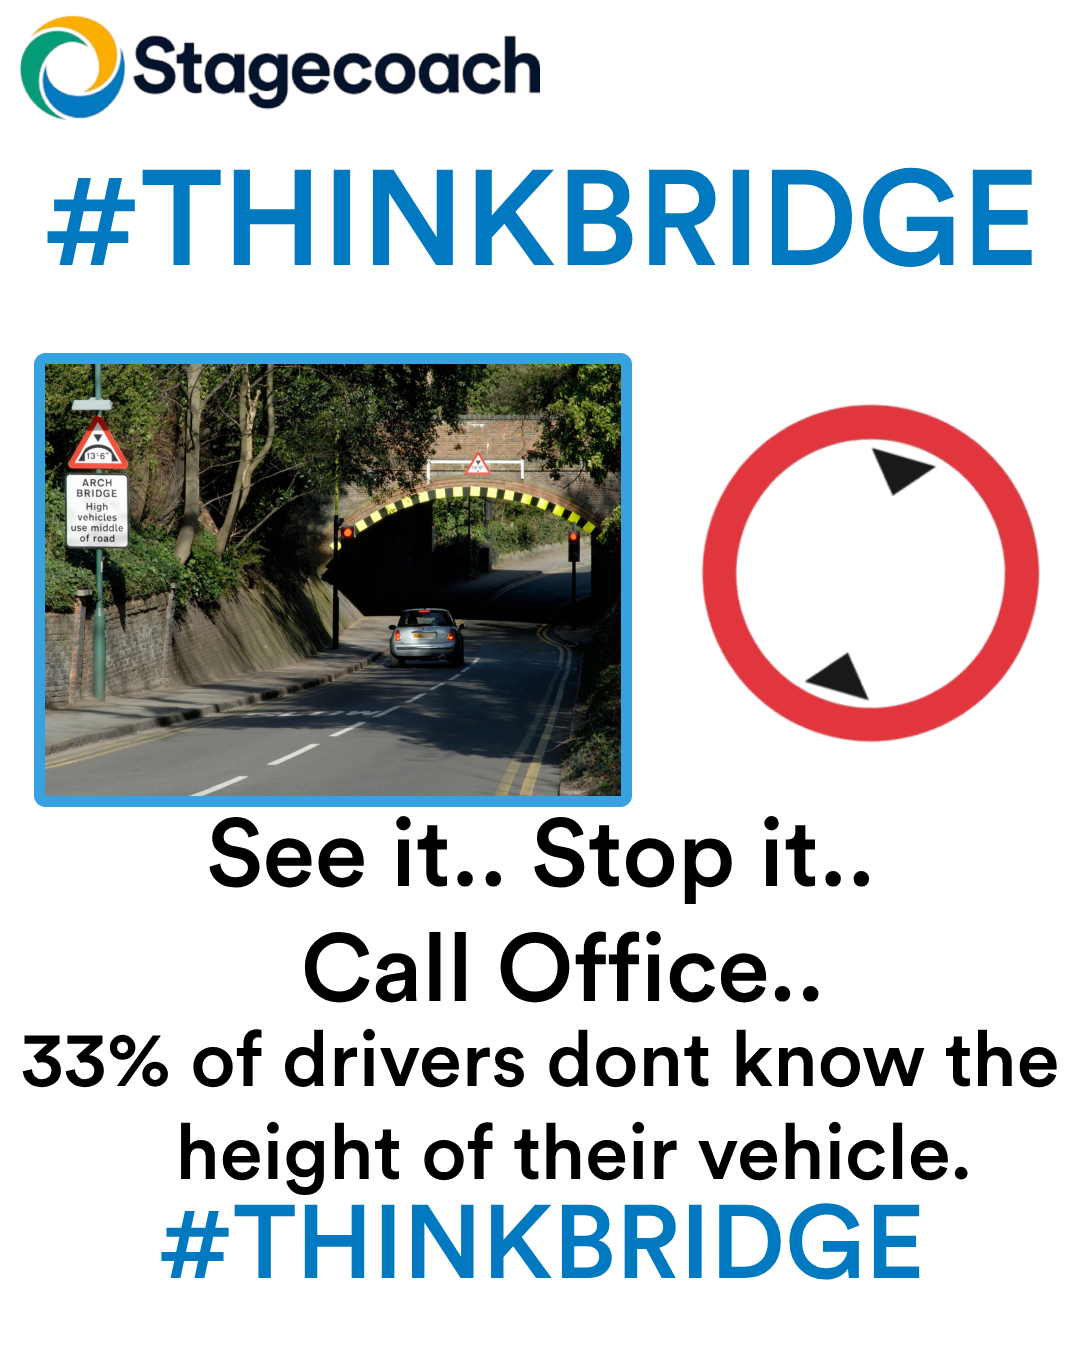 Stagecoach
#THINKBRIDGE
13'6"
ARCH
BRIDGE
High
vehicles
use middle
of road
See it.. Stop it..
Call Office..
33% of drivers dont know the
height of their vehicle.
#THINKBRIDGE